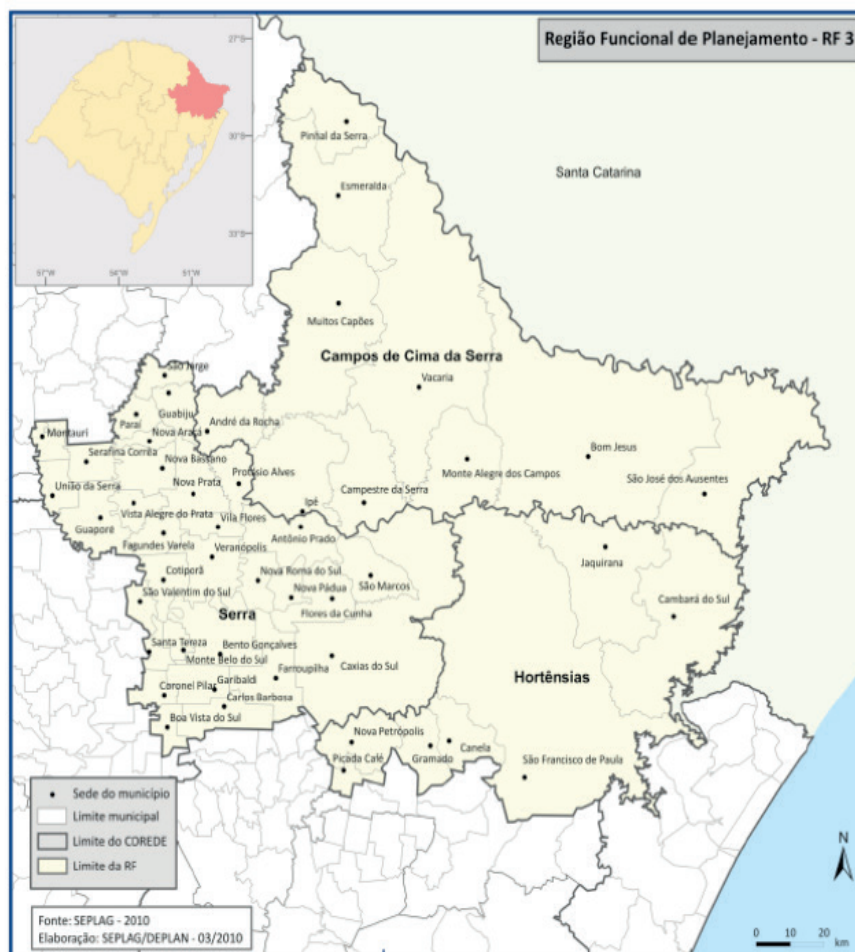 Região Funcional de Planejamento - RF 3
27°S
30°S
33°S
57°W
54°W
51°W
Santa Catarina
Pinhal da Serra
Esmeralda
Muitos Capões
Campos de Cima da Serra
Vacaria
São Jorge
Guabiju
Paraí
Nova Araçá
André da Rocha
Montauri
Serafina Corrêa
Nova Bassano
Protásio Alves
Monte Alegre dos Campos
Bom Jesus
São José dos Ausentes
União da Serra
Nova Prata
Vista Alegre do Prata
Vila Flores
Ipê
Campestre da Serra
Guaporé
Fagundes Varela
Veranópolis
Antônio Prado
Jaquirana
Cotiporã
Nova Roma do Sul
São Marcos
Nova Pádua
São Valentim do Sul
Serra
Flores da Cunha
Cambará do Sul
Santa Tereza
Bento Gonçalves
Monte Belo do Sul
Farroupilha
Caxias do Sul
Hortênsias
Coronel Pilar
Garibaldi
Carlos Barbosa
Boa Vista do Sul
Nova Petrópolis
Canela
Picada Café
Gramado
São Francisco de Paula
Sede do município
Limite municipal
Limite do COREDE
Limite da RF
Fonte: SEPLAG - 2010
Elaboração: SEPLAG/DEPLAN - 03/2010
N
0 10 20
km